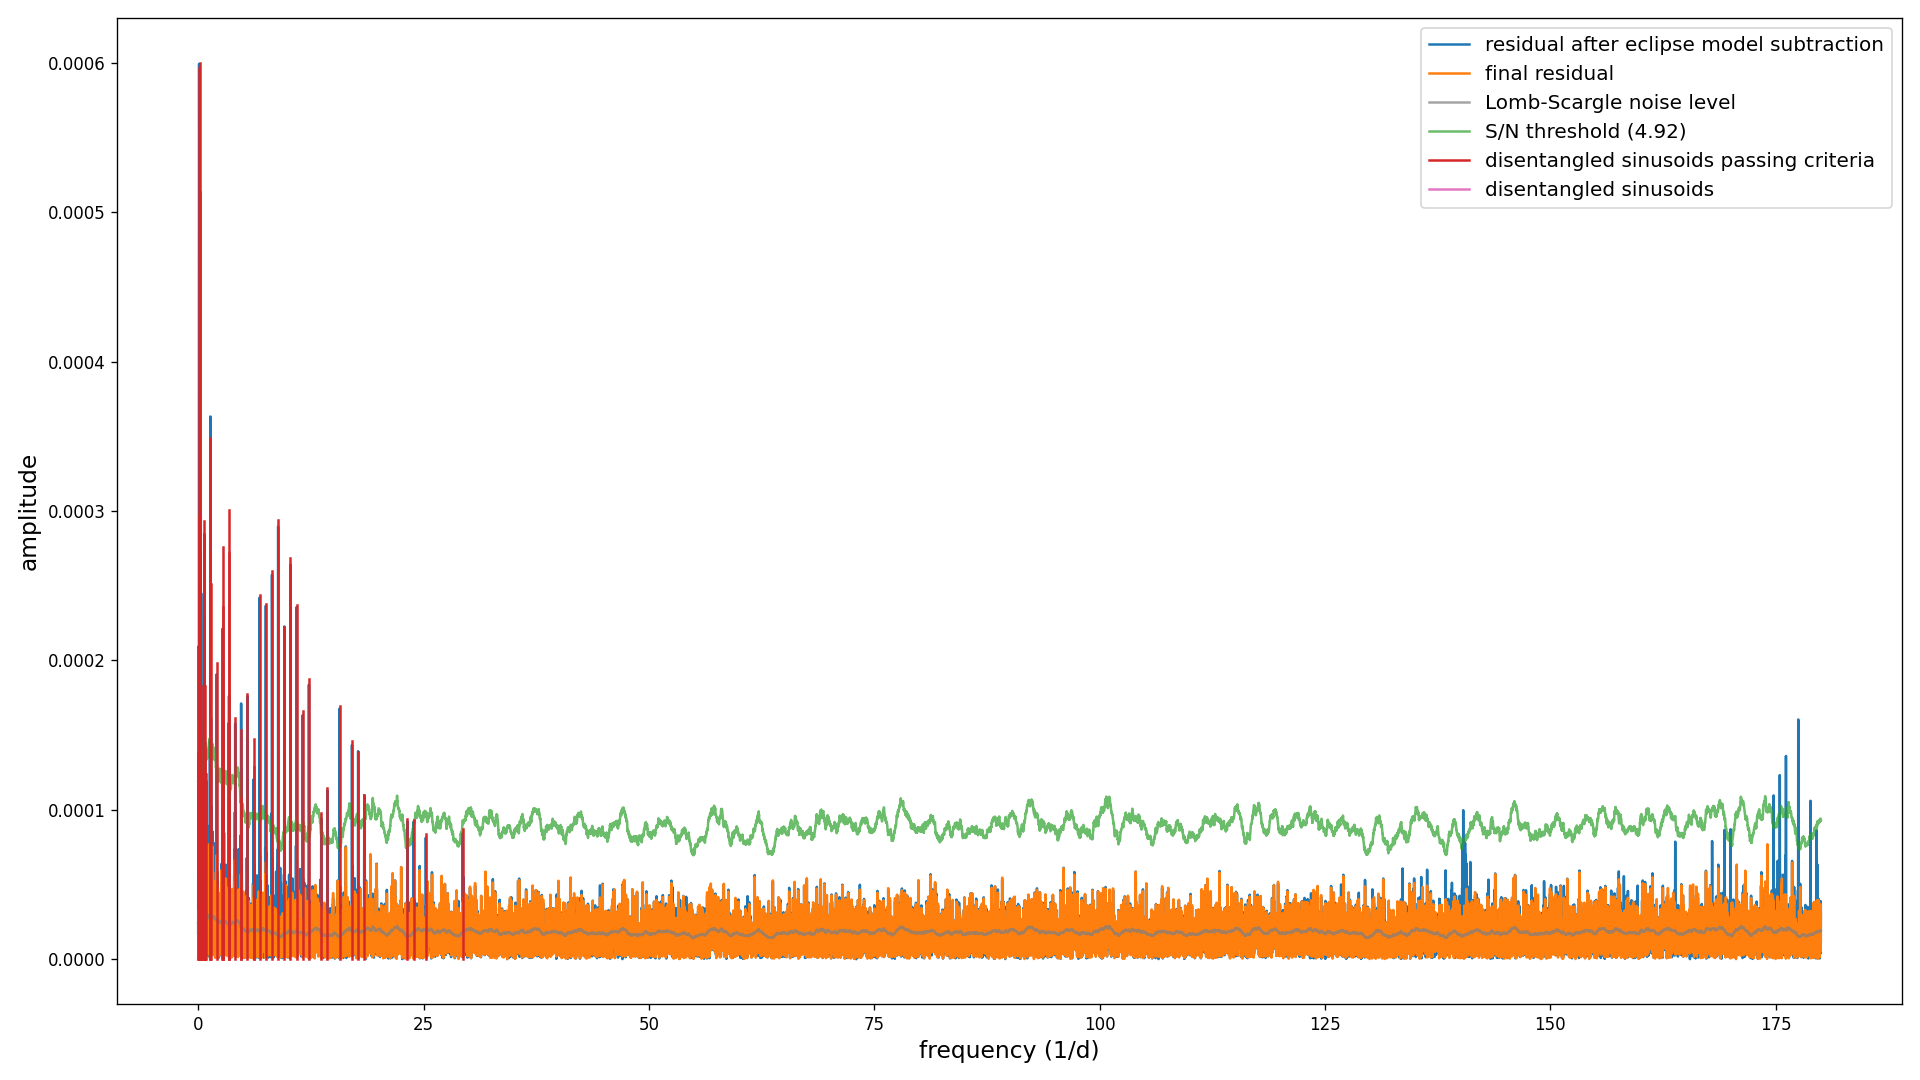 residual after eclipse model subtraction
final residual
Lomb-Scargle noise level
S/N threshold (4.92)
disentangled sinusoids passing criteria
disentangled sinusoids
0.0006
0.0005
0.0004
0.0003
0.0002
0.0001
0.0000
amplitude
0 25 50 75 100 125 150 175
frequency (1/d)